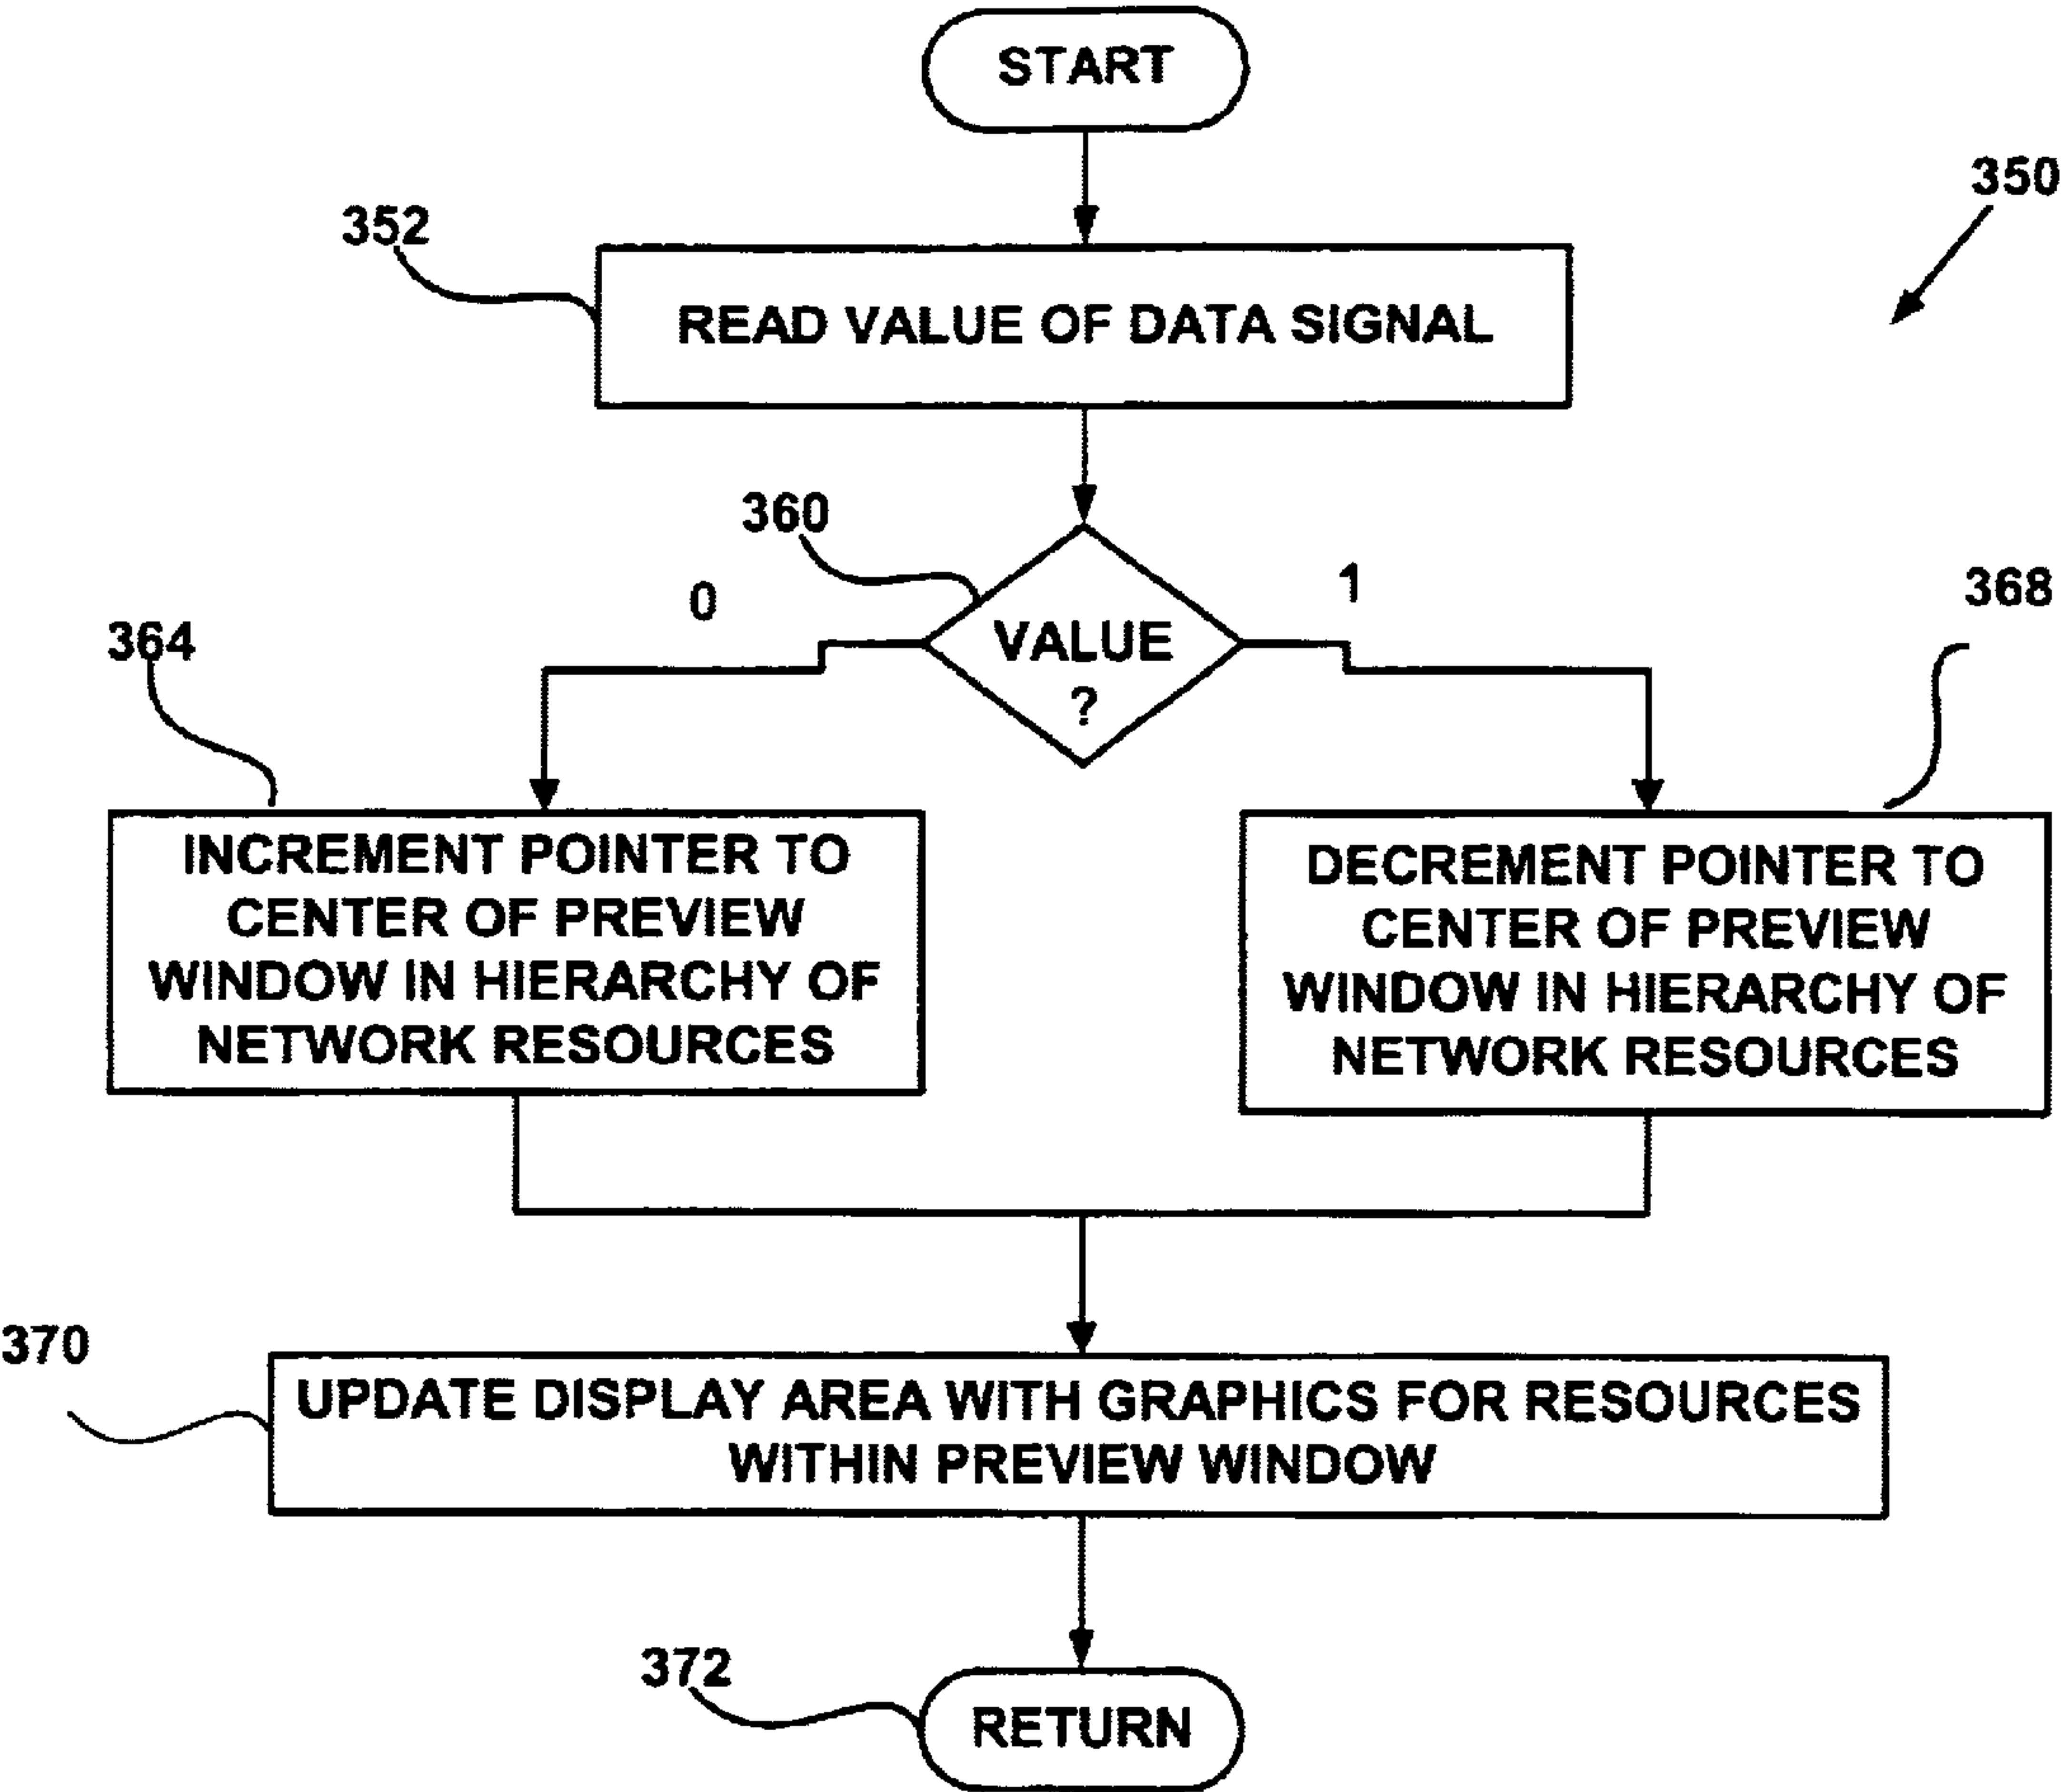 START
350
352
READ VALUE OF DATA SIGNAL
360
0
1
368
364
VALUE
?
INCREMENT POINTER TO
CENTER OF PREVIEW
WINDOW IN HIERARCHY OF
NETWORK RESOURCES
DECREMENT POINTER TO
CENTER OF PREVIEW
WINDOW IN HIERARCHY OF
NETWORK RESOURCES
370
UPDATE DISPLAY AREA WITH GRAPHICS FOR RESOURCES
WITHIN PREVIEW WINDOW
372
RETURN